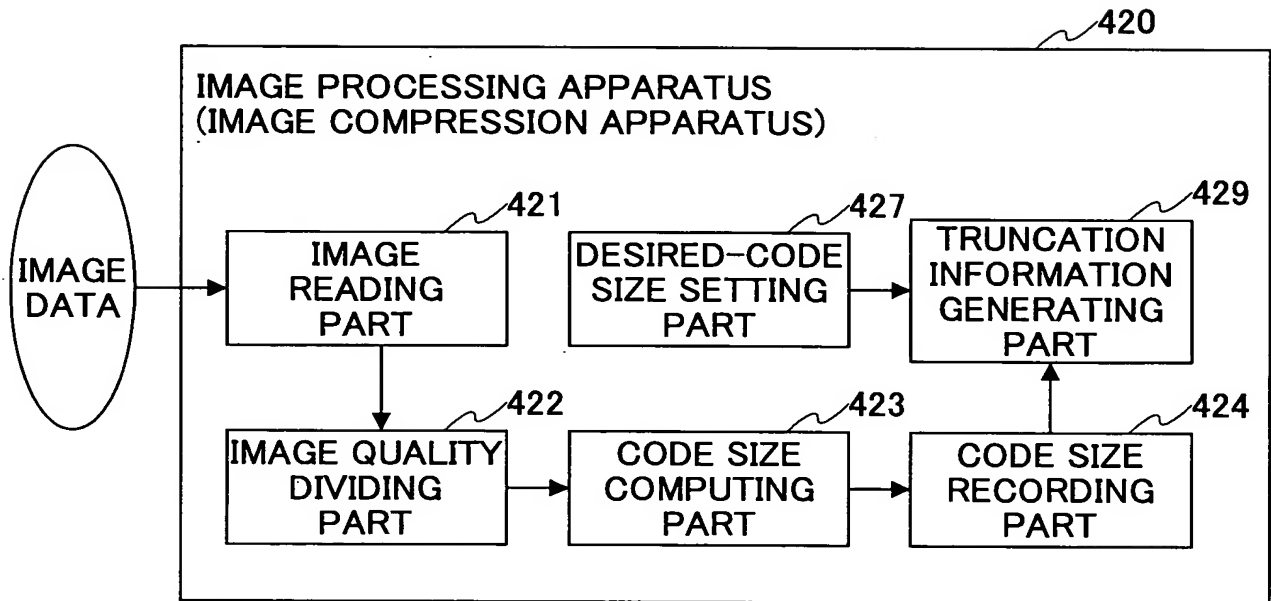 420
IMAGE PROCESSING APPARATUS
(IMAGE COMPRESSION APPARATUS)
IMAGE
DATA
421
IMAGE
READING
PART
427
DESIRED-CODE
SIZE SETTING
PART
429
TRUNCATION
INFORMATION
GENERATING
PART
422
IMAGE QUALITY
DIVIDING
PART
423
CODE SIZE
COMPUTING
PART
424
CODE SIZE
RECORDING
PART